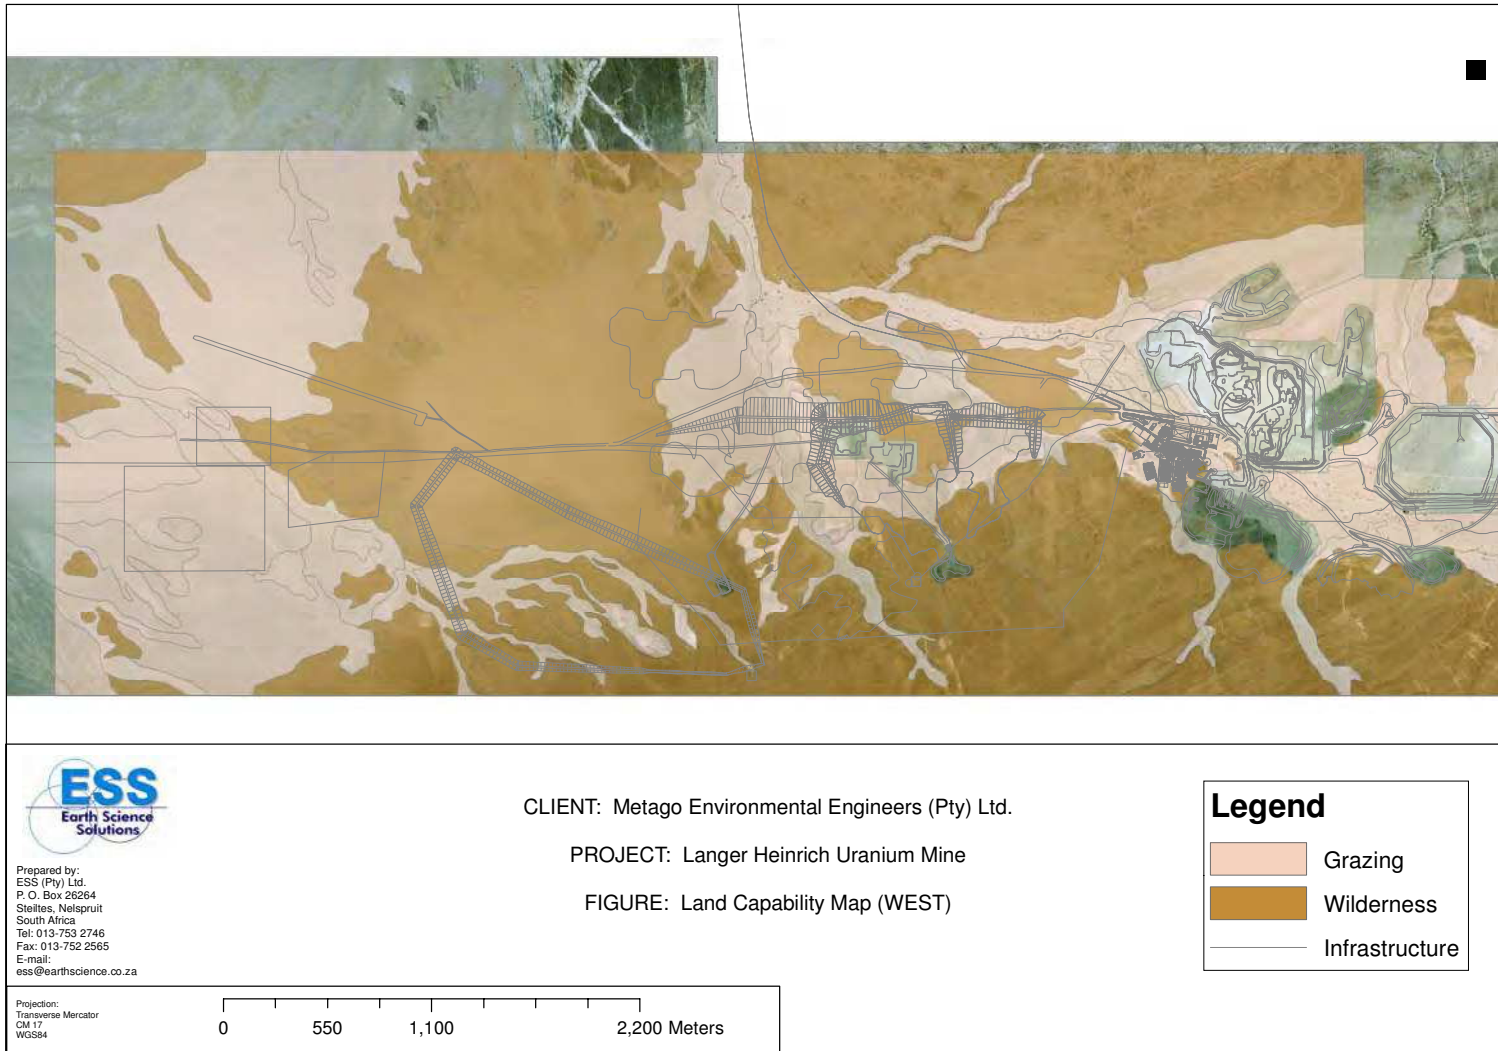 ESS
Earth Science
Solutions
Prepared by:
ESS (Pty) Ltd.
P. O. Box 26264
Steiltes, Nelspruit
South Africa
Tel: 013-753 2746
Fax: 013-752 2565
E-mail:
ess@earthscience.co.za
CLIENT: Metago Environmental Engineers (Pty) Ltd.
PROJECT: Langer Heinrich Uranium Mine
FIGURE: Land Capability Map (WEST)
Legend
Grazing
Wilderness
Infrastructure
Projection:
Transverse Mercator
CM 17
WGS84
0 550 1,100 2,200 Meters